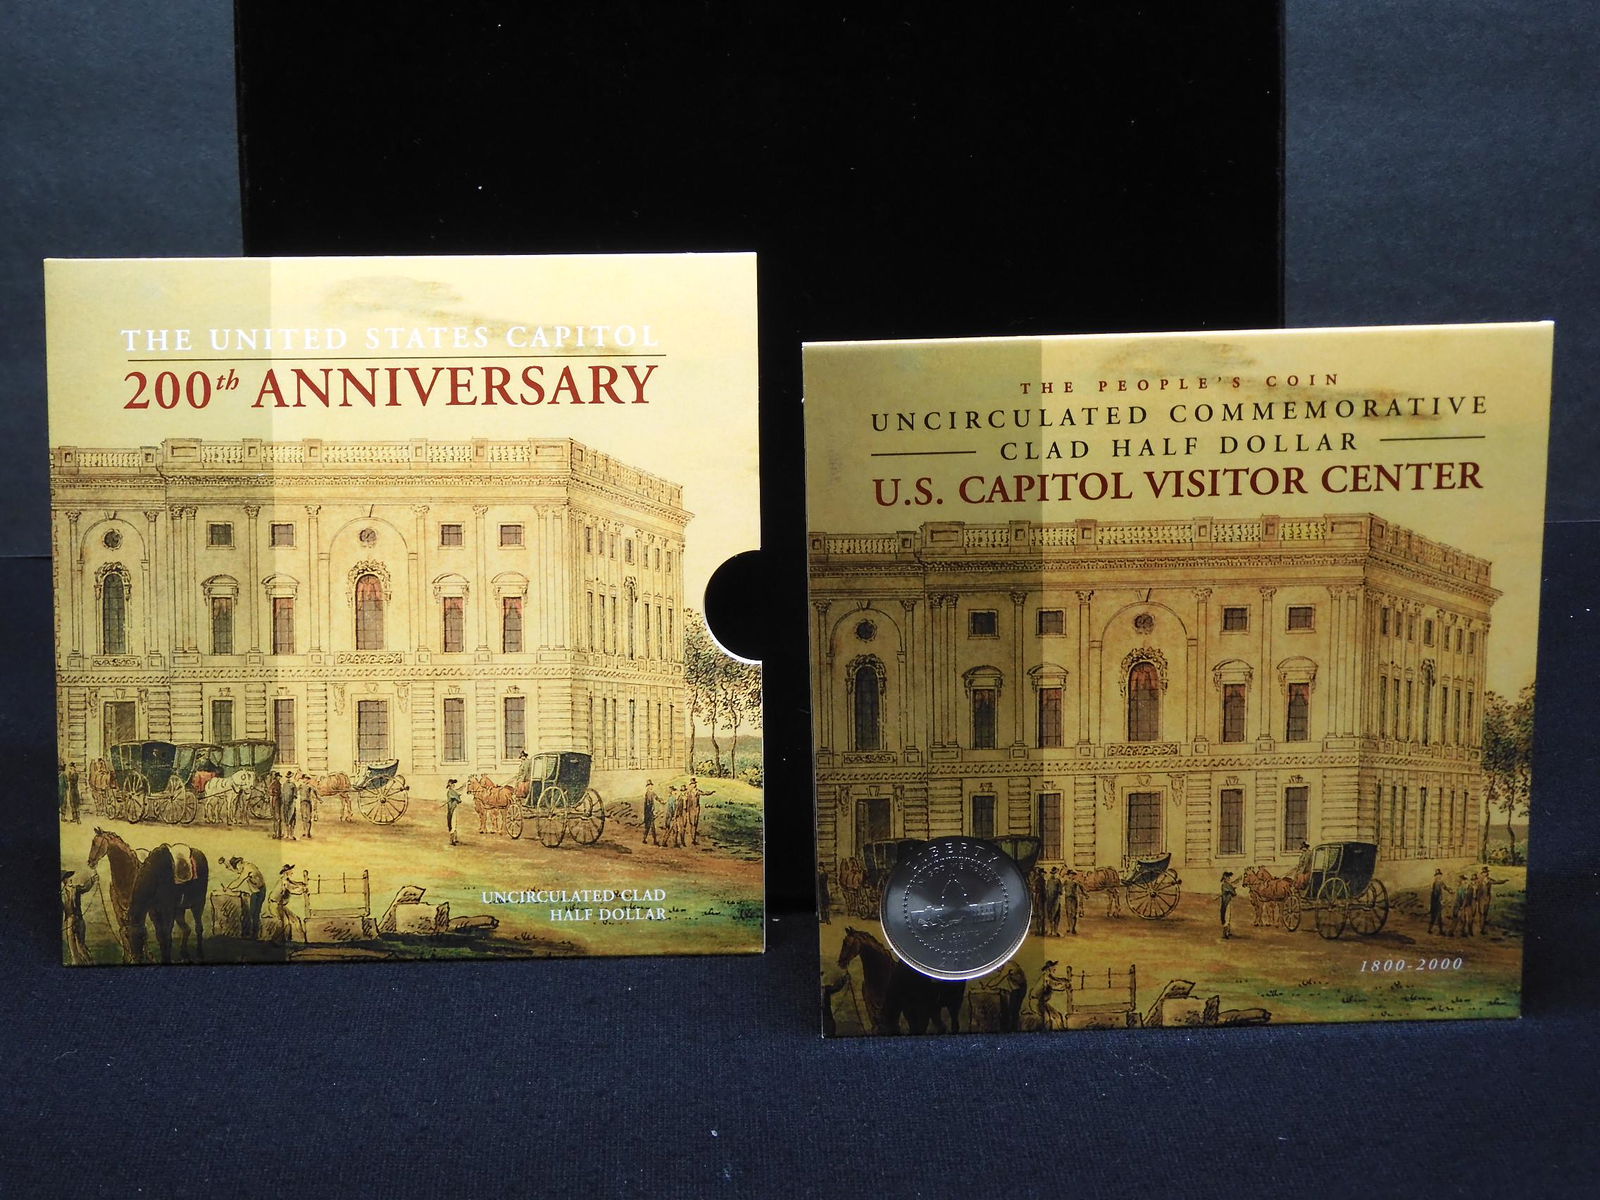 THE UNITED STATES CAPITOL
200th ANNIVERSARY
UNCIRCULATED CLAD
HALF DOLLAR
THE PEOPLE'S COIN
UNCIRCULATED COMMEMORATIVE
CLAD HALF DOLLAR
U.S. CAPITOL VISITOR CENTER
LIBERTY
1800-2000